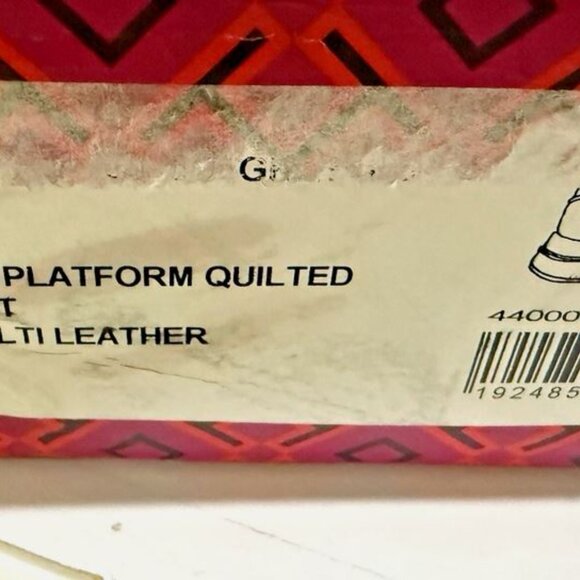 PLATFORM QUILTED
T
LTI LEATHER
44000
192485